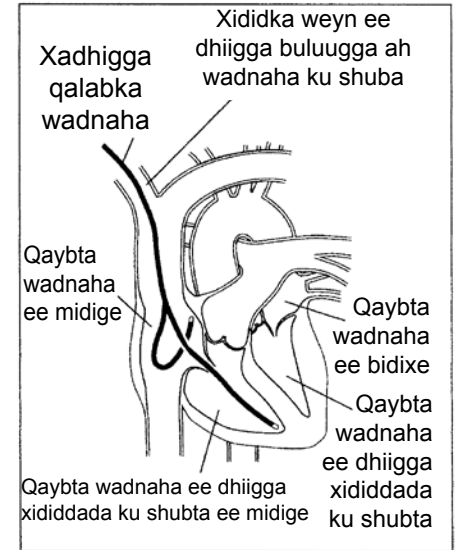 Xididka weyn ee
dhiigga buluugga ah
wadnaha ku shuba
Xadhigga
qalabka
wadnaha
Qaybta
wadnaha
ee midige
Qaybta
wadnaha
ee bidixe
Qaybta
wadnaha
ee dhiigga
xididdada
ku shubta
Qaybta wadnaha ee dhiigga
xididdada ku shubta ee midige